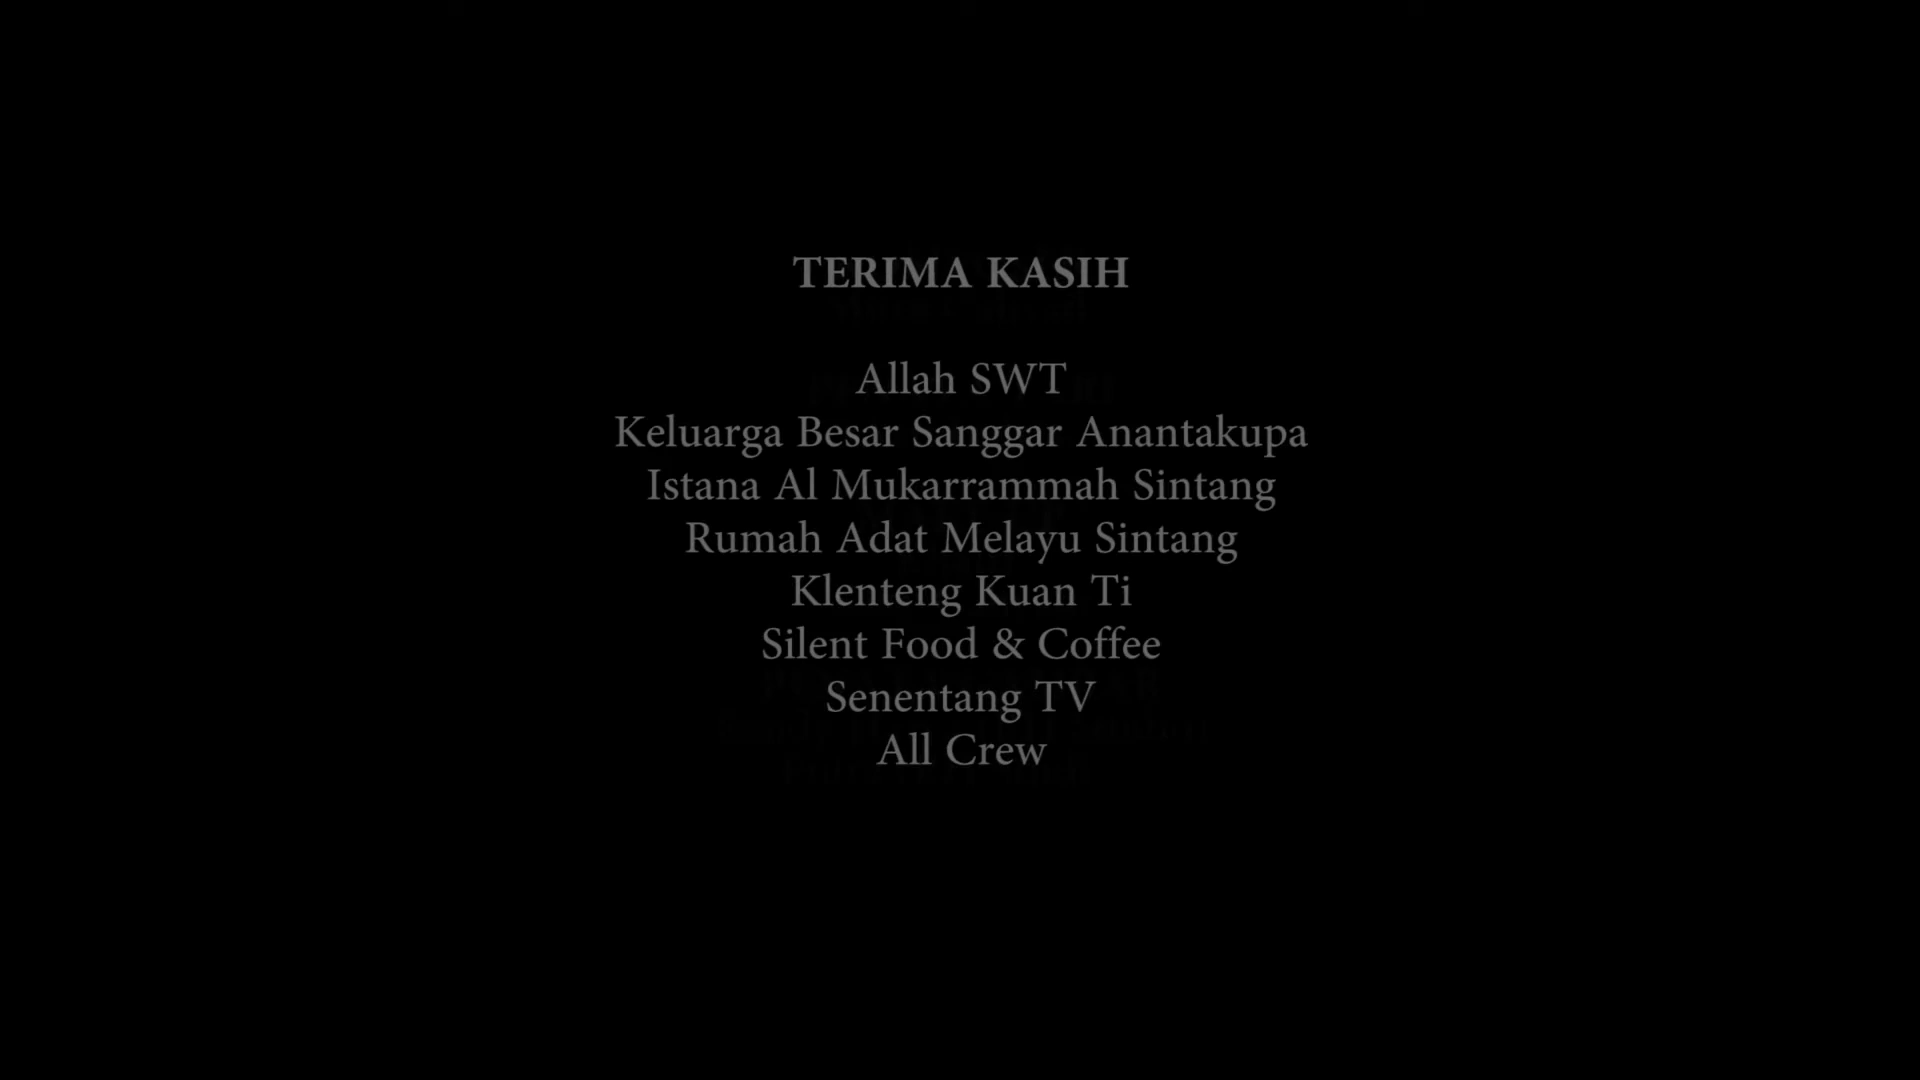 TERIMA KASIH
Allah SWT
Keluarga Besar Sanggar Anantakupa
Istana Al Mukarrammah Sintang
Rumah Adat Melayu Sintang
Klenteng Kuan Ti
Silent Food & Coffee
Senentang TV
All Crew